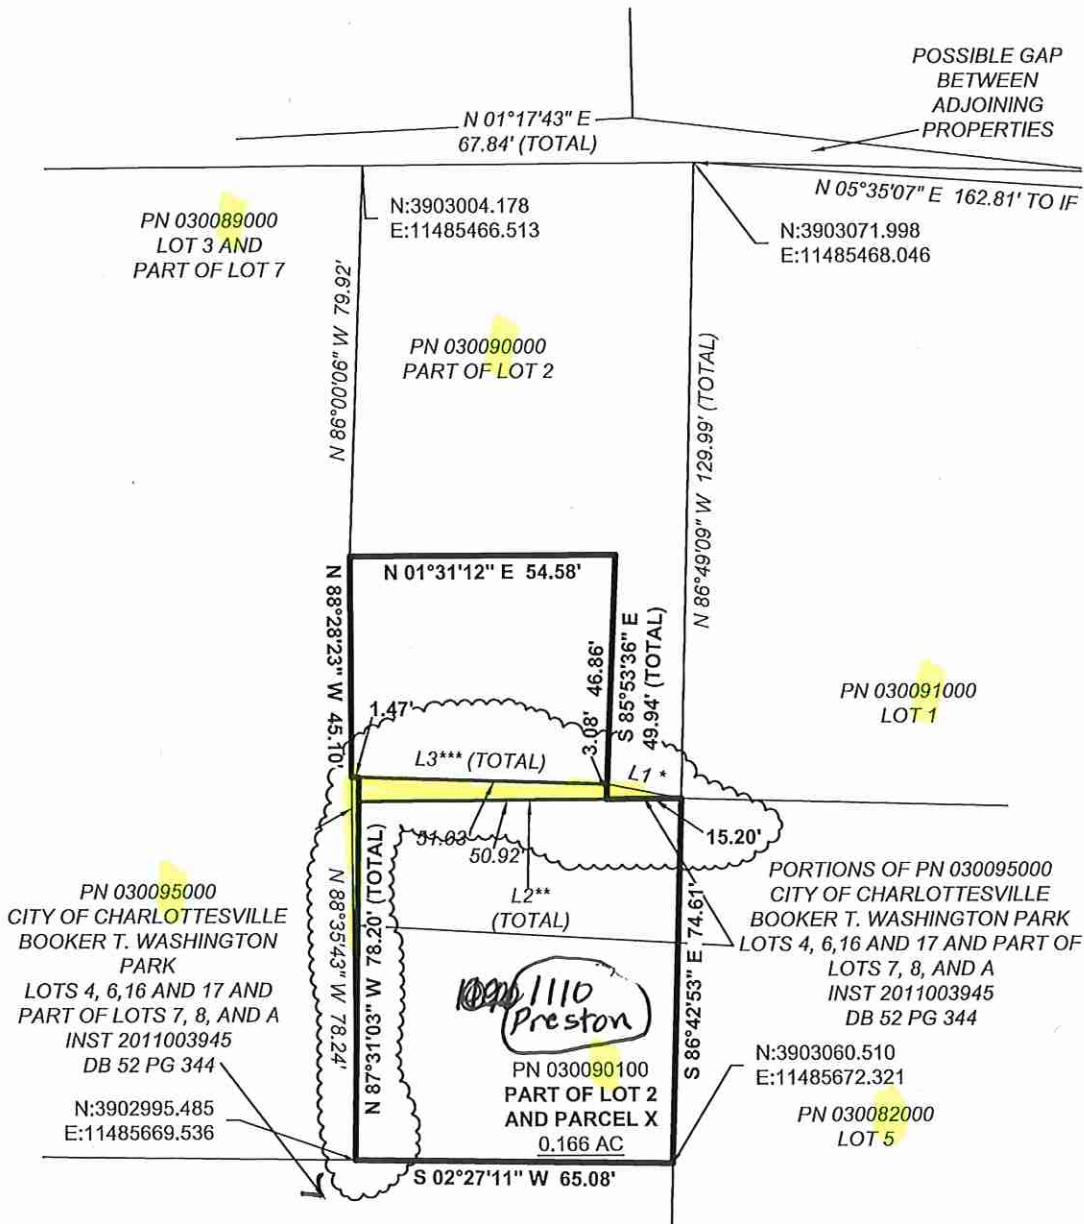 POSSIBLE GAP
BETWEEN
ADJOINING
PROPERTIES
N 01°17'43" E
67.84' (TOTAL)
N 05°35'07" E 162.81' TO IF
PN 030089000
LOT 3 AND
PART OF LOT 7
N:3903004.178
E:11485466.513
N:3903071.998
E:11485468.046
N 86°00'06" W 79.92'
PN 030090000
PART OF LOT 2
N 86°49'09" W 129.99' (TOTAL)
N 01°31'12" E 54.58'
N 88°28'23" W 45.10'
46.86'
S 85°53'36" E
49.94' (TOTAL)
PN 030091000
LOT 1
1.47'
3.08'
L3*** (TOTAL)
L1 *
51.03
50.92'
15.20'
L2**
(TOTAL)
N 88°35'43" W 78.24'
N 87°31'03" W 78.20' (TOTAL)
S 86°42'53" E 74.61'
PN 030095000
CITY OF CHARLOTTESVILLE
BOOKER T. WASHINGTON
PARK
LOTS 4, 6,16 AND 17 AND
PART OF LOTS 7, 8, AND A
INST 2011003945
DB 52 PG 344
PORTIONS OF PN 030095000
CITY OF CHARLOTTESVILLE
BOOKER T. WASHINGTON PARK
LOTS 4, 6,16 AND 17 AND PART OF
LOTS 7, 8, AND A
INST 2011003945
DB 52 PG 344
1110
Preston
PN 030090100
PART OF LOT 2
AND PARCEL X
0.166 AC
N:3903060.510
E:11485672.321
PN 030082000
LOT 5
N:3902995.485
E:11485669.536
S 02°27'11" W 65.08'